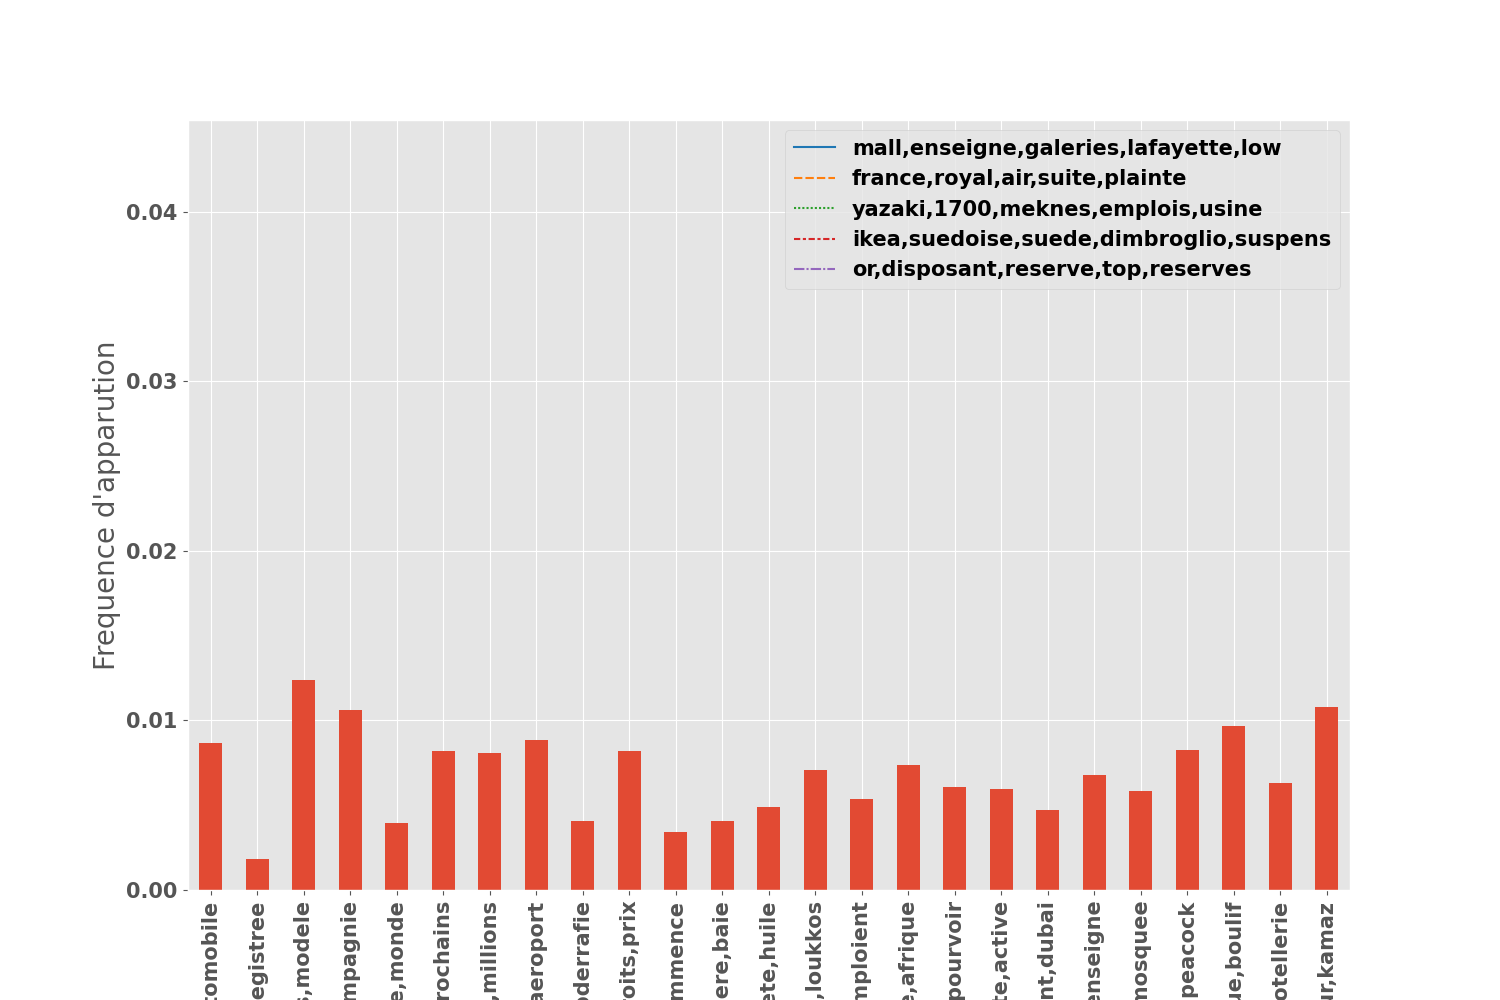 mall,enseigne,galeries,lafayette,low
france,royal,air,suite,plainte
yazaki,1700,meknes,emplois,usine
ikea,suedoise,suede,dimbroglio,suspens
or,disposant,reserve,top,reserves
Frequence d'apparution
0.04
0.03
0.02
0.01
0.00
tomobile
egistree
s,modele
mpagnie
e,monde
rochains
,millions
aeroport
oderrafie
oits,prix
mmence
ere,baie
ete,huile
,loukkos
mploient
e,afrique
pourvoir
te,active
nt,dubai
enseigne
mosquee
peacock
ue,boulif
otellerie
ur,kamaz